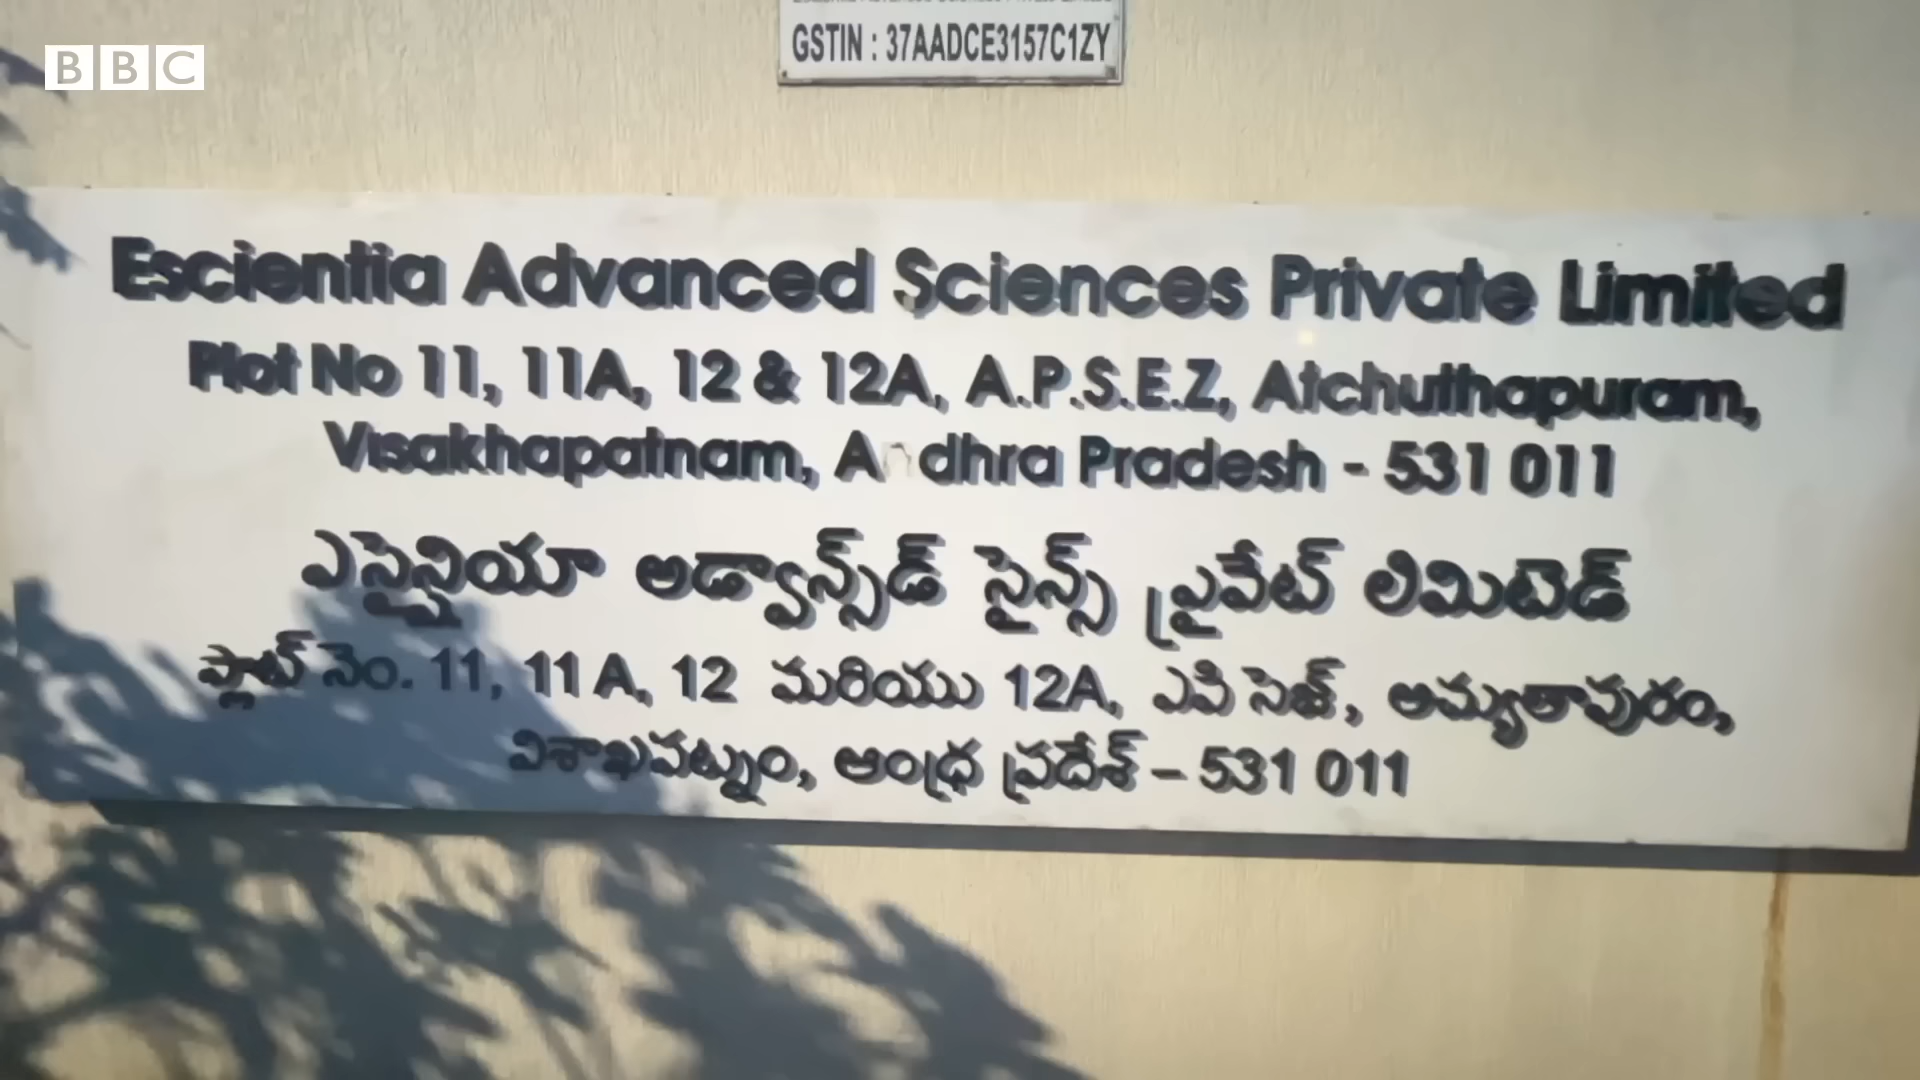 BBC
GSTIN : 37AADCE3157C1ZY
Escientia Advanced Sciences Private Limited
Plot No 11, 11A, 12 & 12A, A.P.S.E.Z, Atchuthapuram,
Visakhapatnam, Andhra Pradesh - 531 011
ఎస్సైన్షియా అడ్వాన్స్‌డ్ సైన్స్ ప్రైవేట్ లిమిటెడ్
ప్లాట్ నెం. 11, 11A, 12 మరియు 12A, ఎపి సెజ్, అచ్యుతాపురం,
విశాఖపట్నం, ఆంధ్ర ప్రదేశ్ – 531 011